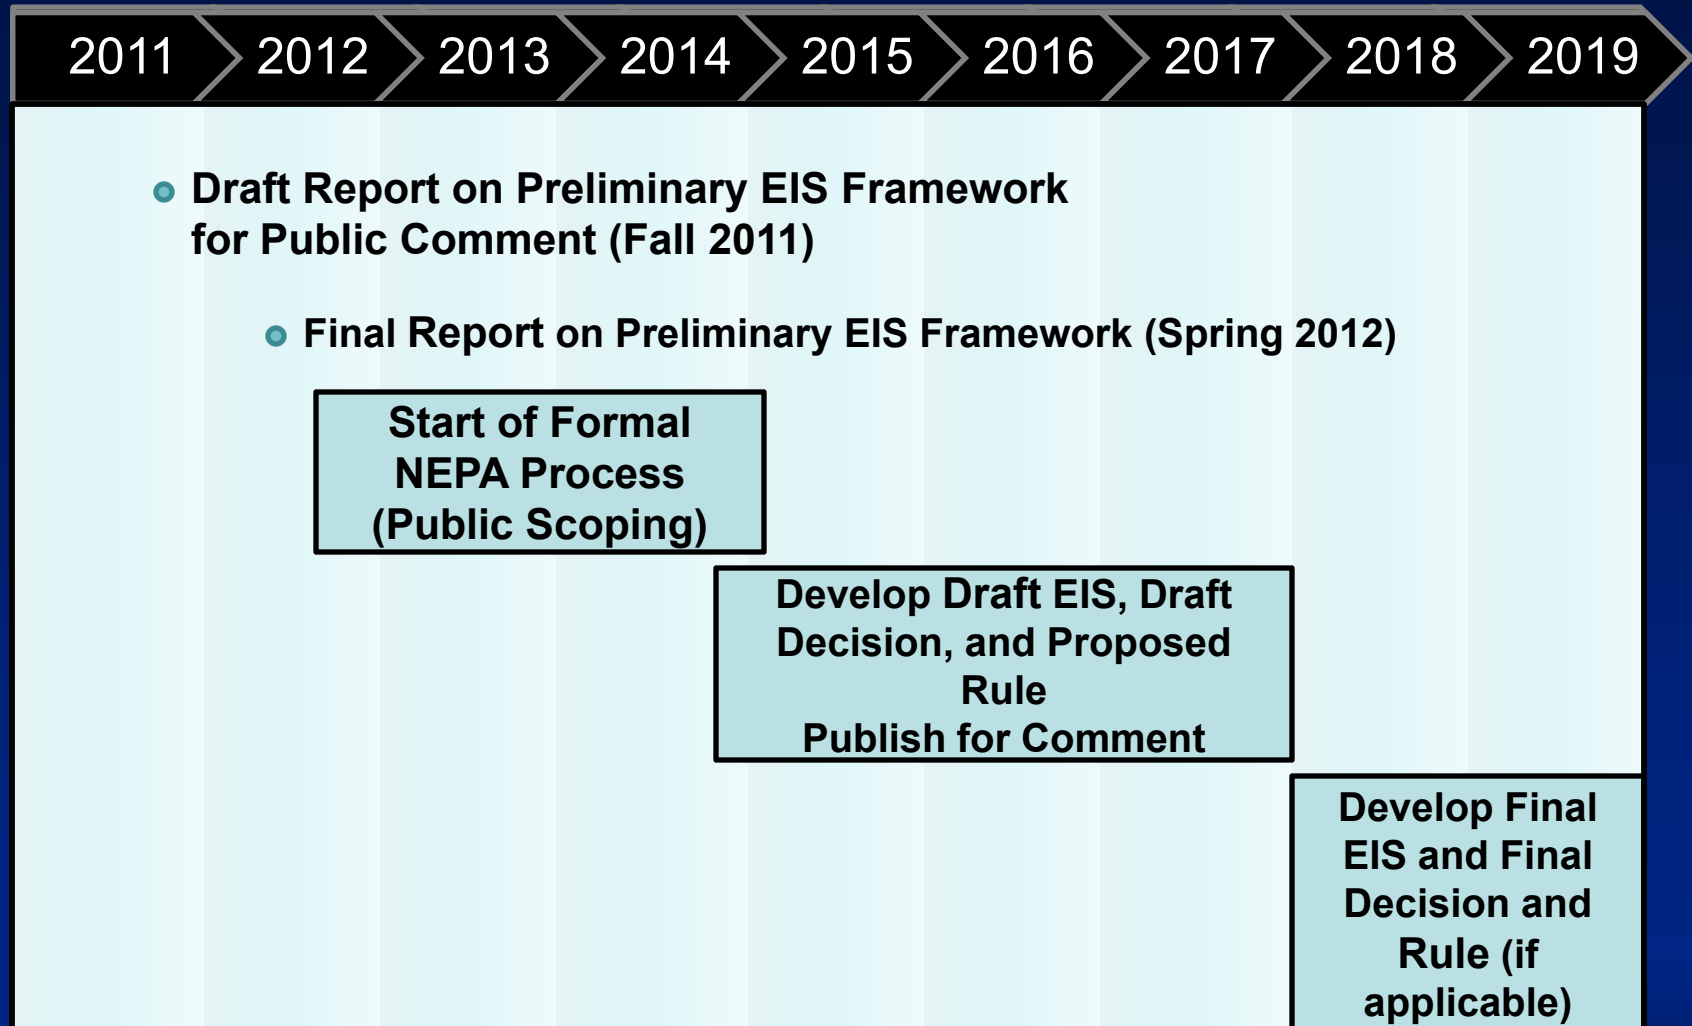 2011 2012 2013 2014 2015 2016 2017 2018 2019
Draft Report on Preliminary EIS Framework
for Public Comment (Fall 2011)
Final Report on Preliminary EIS Framework (Spring 2012)
Start of Formal
NEPA Process
(Public Scoping)
Develop Draft EIS, Draft
Decision, and Proposed
Rule
Publish for Comment
Develop Final
EIS and Final
Decision and
Rule (if
applicable)